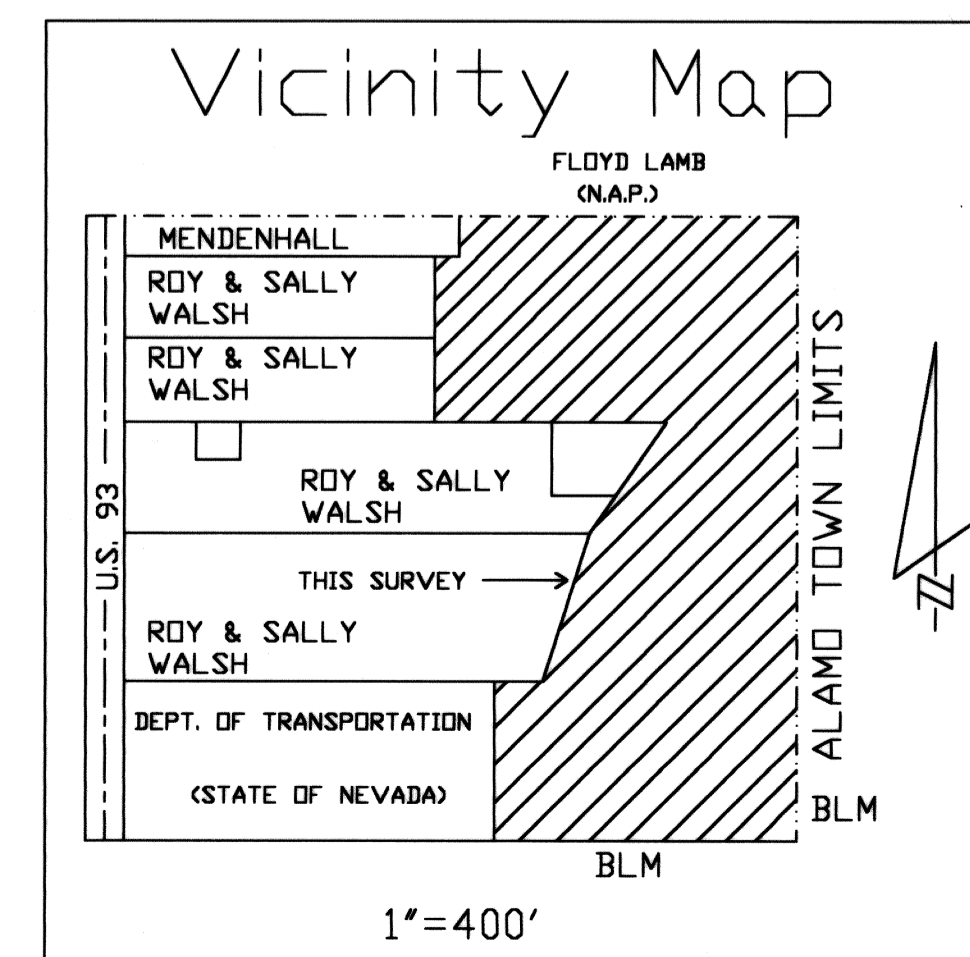 Vicinity Map
FLOYD LAMB
(N.A.P.)
MENDENHALL
ROY & SALLY
WALSH
ROY & SALLY
WALSH
ROY & SALLY
WALSH
U.S. 93
THIS SURVEY
ROY & SALLY
WALSH
DEPT. OF TRANSPORTATION
(STATE OF NEVADA)
ALAMO TOWN LIMITS
N
BLM
BLM
1"=400'